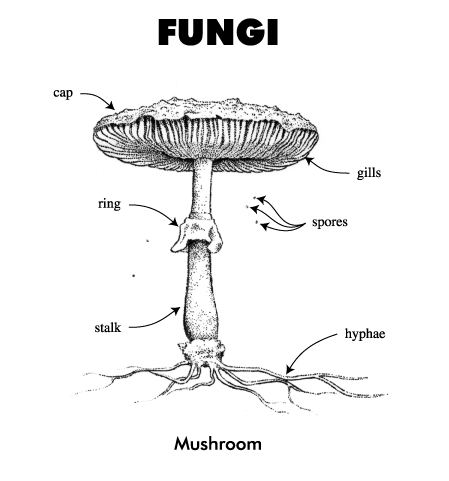 FUNGI
cap
gills
ring
spores
stalk
hyphae
Mushroom